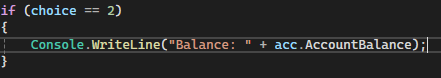 if (choice == 2)
{
    Console.WriteLine("Balance: " + acc.AccountBalance);
}